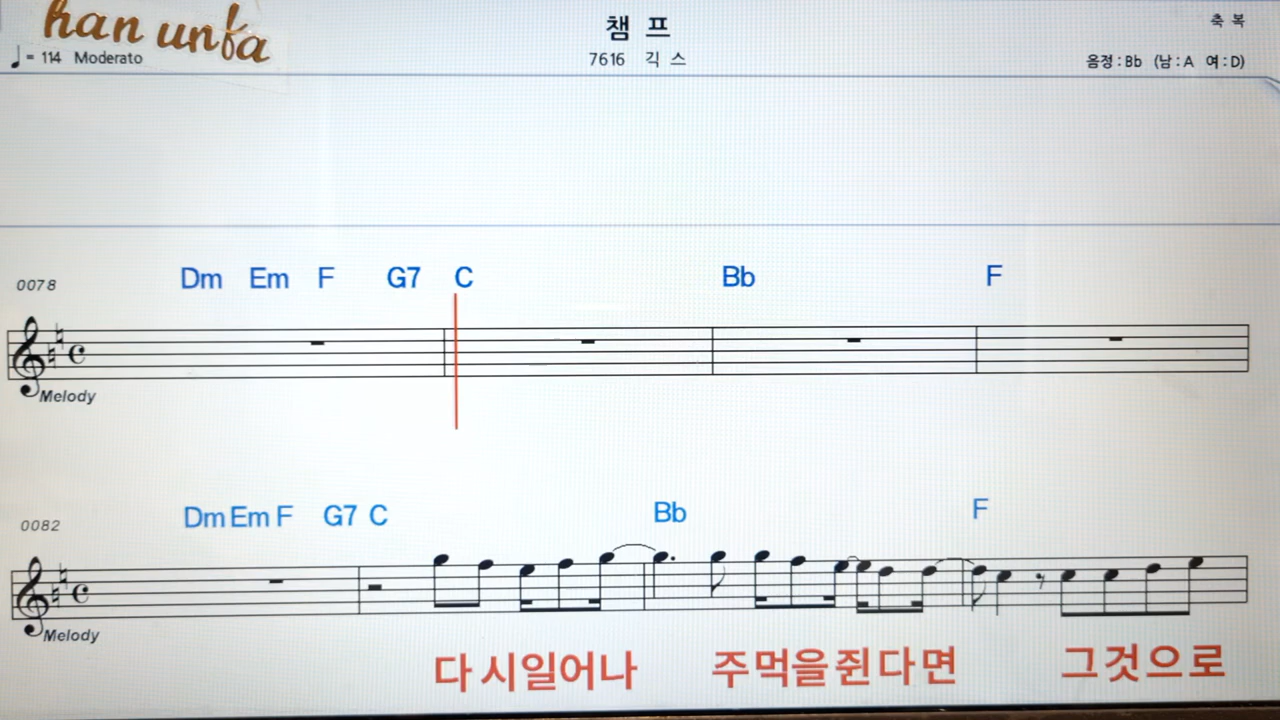 han unfa
챔 프
축 복
♩= 114 Moderato
7616 긱 스
음정 : Bb (남 : A 여 : D)
0078
Dm Em F G7 C Bb F
Melody
0082
Dm Em F G7 C Bb F
Melody
다 시일어나 주먹을쥔다면 그것으로